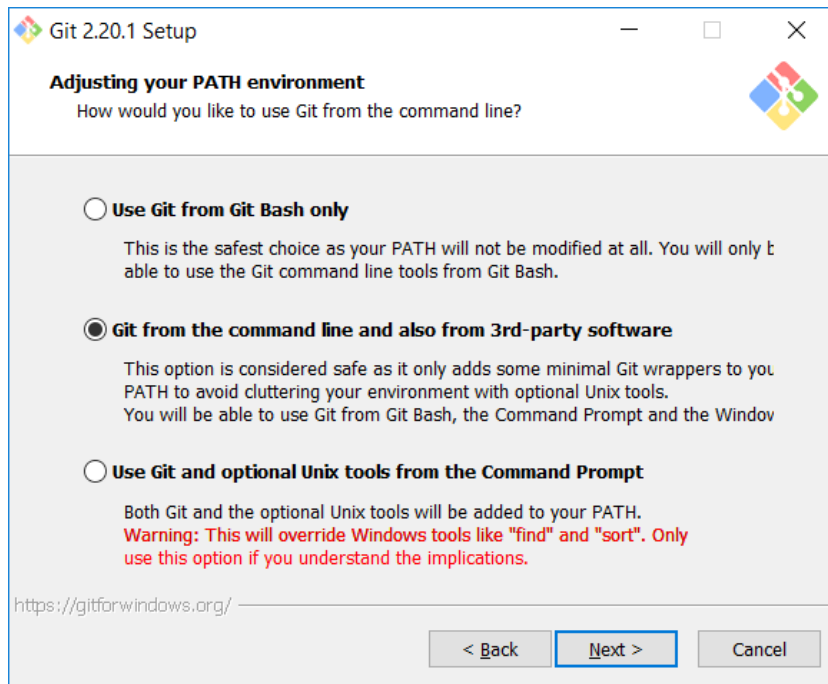 Git 2.20.1 Setup
Adjusting your PATH environment
How would you like to use Git from the command line?
Use Git from Git Bash only
This is the safest choice as your PATH will not be modified at all. You will only
able to use the Git command line tools from Git Bash.
Git from the command line and also from 3rd-party software
This option is considered safe as it only adds some minimal Git wrappers to
PATH to avoid cluttering your environment with optional Unix tools.
You will be able to use Git from Git Bash, the Command Prompt and the Window
Use Git and optional Unix tools from the Command Prompt
Both Git and the optional Unix tools will be added to your PATH.
Warning: This will override Windows tools like "find" and "sort". Only
use this option if you understand the implications.
https://gitforwindows.org/
< Back
Next >
Cancel